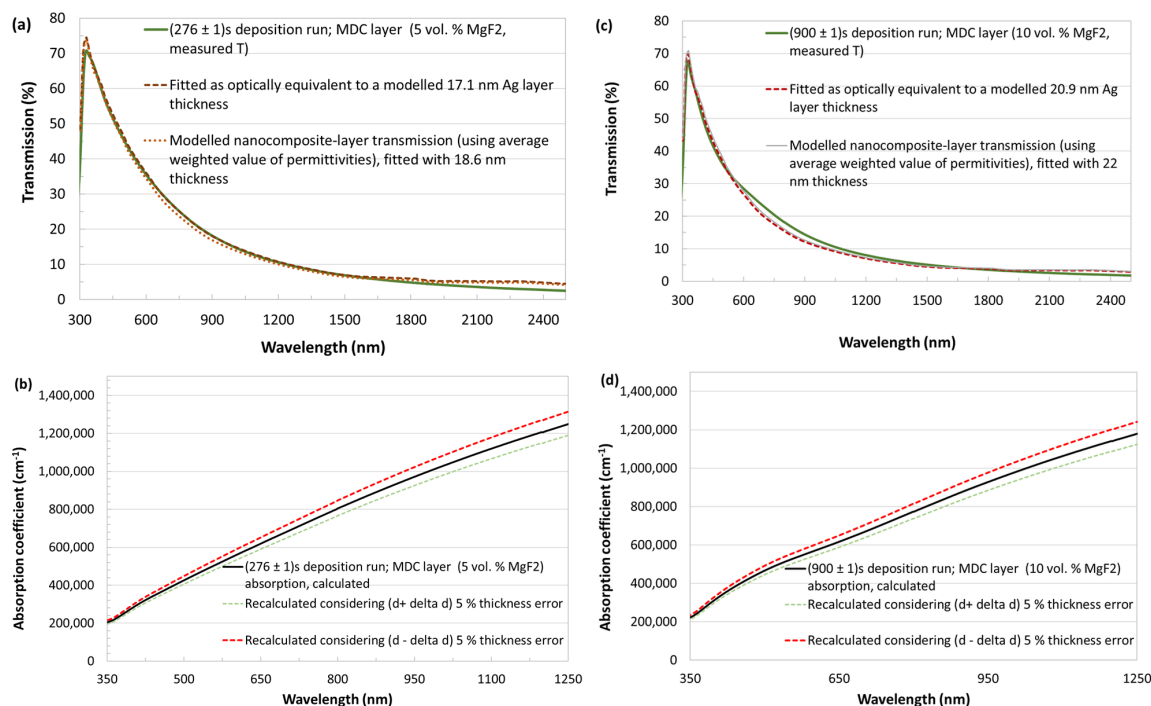 (a)
Transmission (%)
80
70
60
50
40
30
20
10
0
(276 ± 1)s deposition run; MDC layer (5 vol. % MgF2,
measured T)
Fitted as optically equivalent to a modelled 17.1 nm Ag layer
thickness
Modelled nanocomposite-layer transmission (using average
weighted value of permittivities), fitted with 18.6 nm
thickness
300 600 900 1200 1500 1800 2100 2400
Wavelength (nm)
(c)
Transmission (%)
80
70
60
50
40
30
20
10
0
(900 ± 1)s deposition run; MDC layer (10 vol. % MgF2,
measured T)
Fitted as optically equivalent to a modelled 20.9 nm Ag
layer thickness
Modelled nanocomposite-layer transmission (using
average weighted value of permitivities), fitted with 22
nm thickness
300 600 900 1200 1500 1800 2100 2400
Wavelength (nm)
(b)
Absorption coefficient (cm⁻¹)
1,400,000
1,200,000
1,000,000
800,000
600,000
400,000
200,000
0
(276 ± 1)s deposition run; MDC layer (5 vol. % MgF2)
absorption, calculated
Recalculated considering (d+ delta d) 5 % thickness error
Recalculated considering (d - delta d) 5 % thickness error
350 500 650 800 950 1100 1250
Wavelength (nm)
(d)
Absorption coefficient (cm⁻¹)
1,400,000
1,200,000
1,000,000
800,000
600,000
400,000
200,000
0
(900 ± 1)s deposition run; MDC layer (10 vol. % MgF2)
absorption, calculated
Recalculated considering (d+ delta d) 5 % thickness error
Recalculated considering (d - delta d) 5 % thickness error
350 650 950 1250
Wavelength (nm)